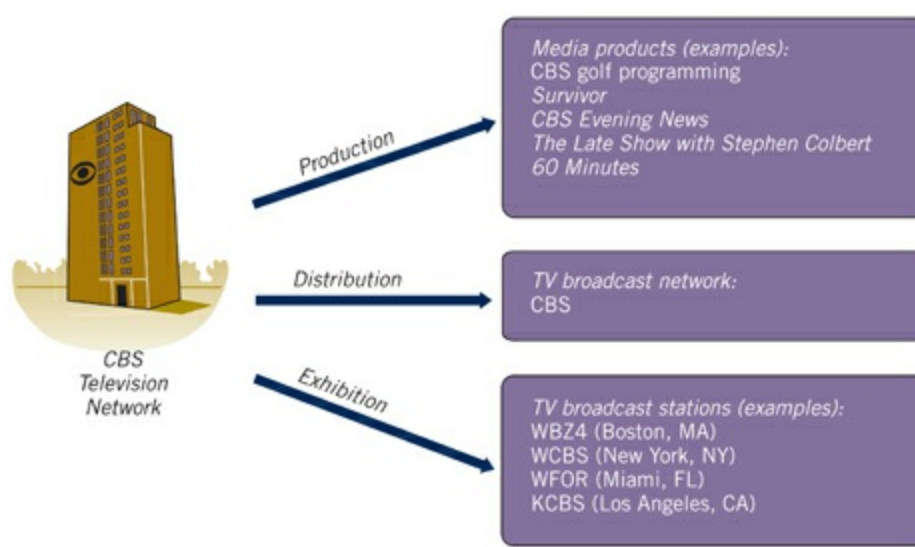 Media products (examples):
CBS golf programming
Survivor
CBS Evening News
The Late Show with Stephen Colbert
60 Minutes
Production
Distribution
TV broadcast network:
CBS
CBS
Television
Network
Exhibition
TV broadcast stations (examples):
WBZ4 (Boston, MA)
WCBS (New York, NY)
WFOR (Miami, FL)
KCBS (Los Angeles, CA)